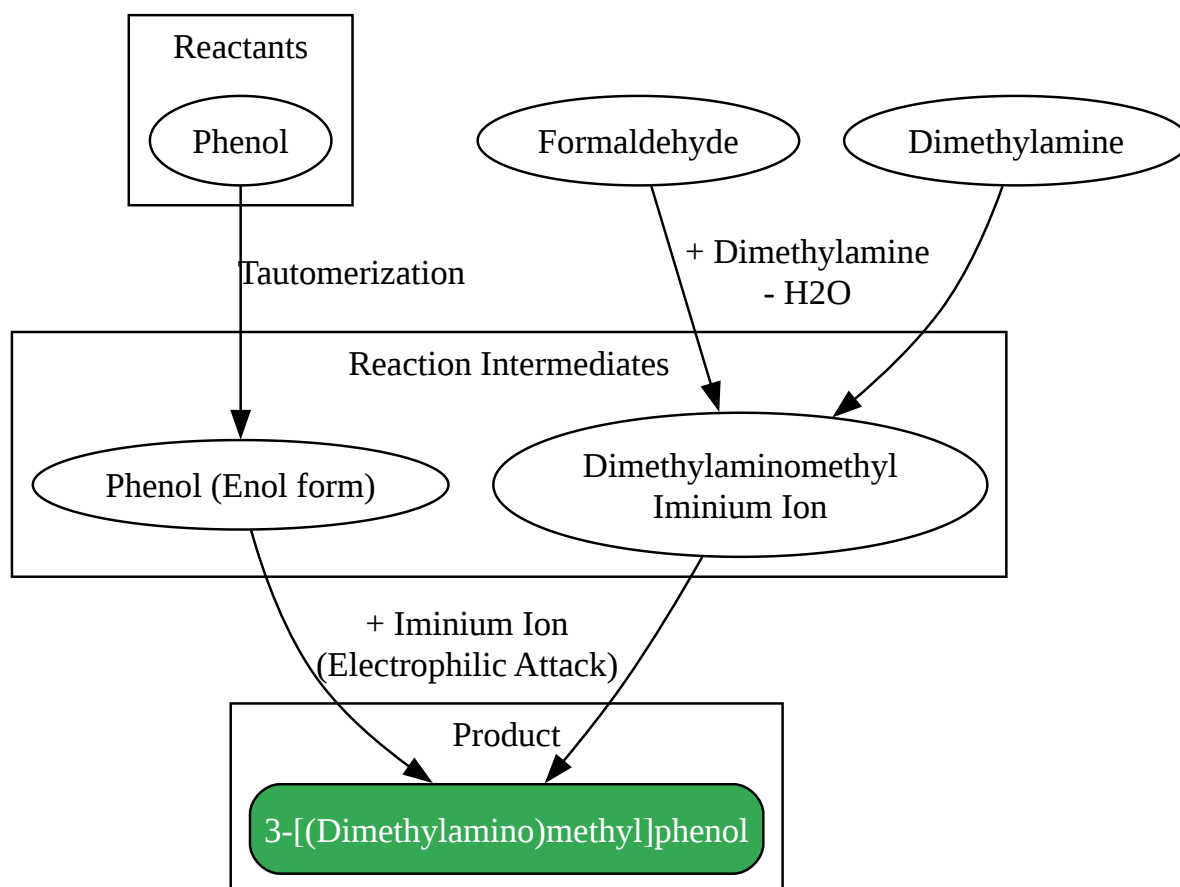 Reactants
Phenol
Formaldehyde
Dimethylamine
+ Dimethylamine
- H2O
Tautomerization
Reaction Intermediates
Phenol (Enol form)
Dimethylaminomethyl
Iminium Ion
+ Iminium Ion
(Electrophilic Attack)
Product
3-[(Dimethylamino)methyl]phenol